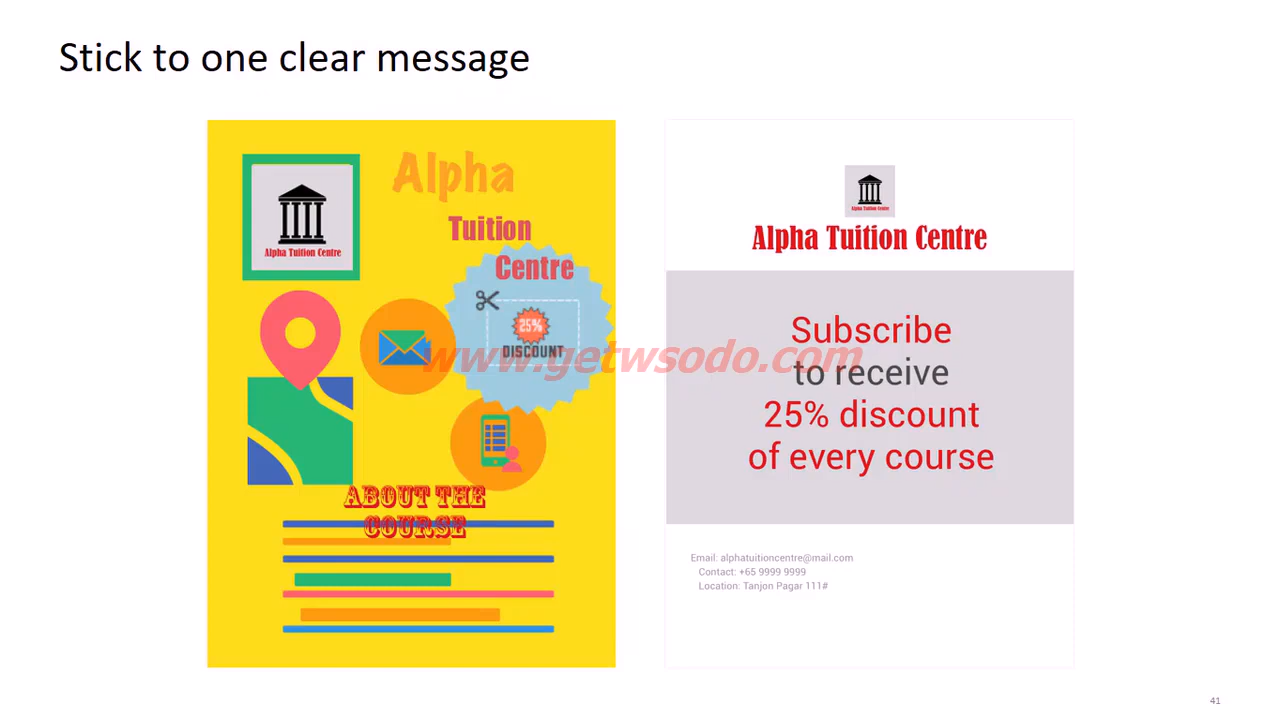 Stick to one clear message
Alpha
Tuition
Centre
Alpha Tuition Centre
25%
DISCOUNT
ABOUT THE
COURSE
Alpha Tuition Centre
Alpha Tuition Centre
Subscribe
to receive
25% discount
of every course
www.getwsodo.com
Email: alphatuitioncentre@mail.com
Contact: +65 9999 9999
Location: Tanjon Pagar 111#
41